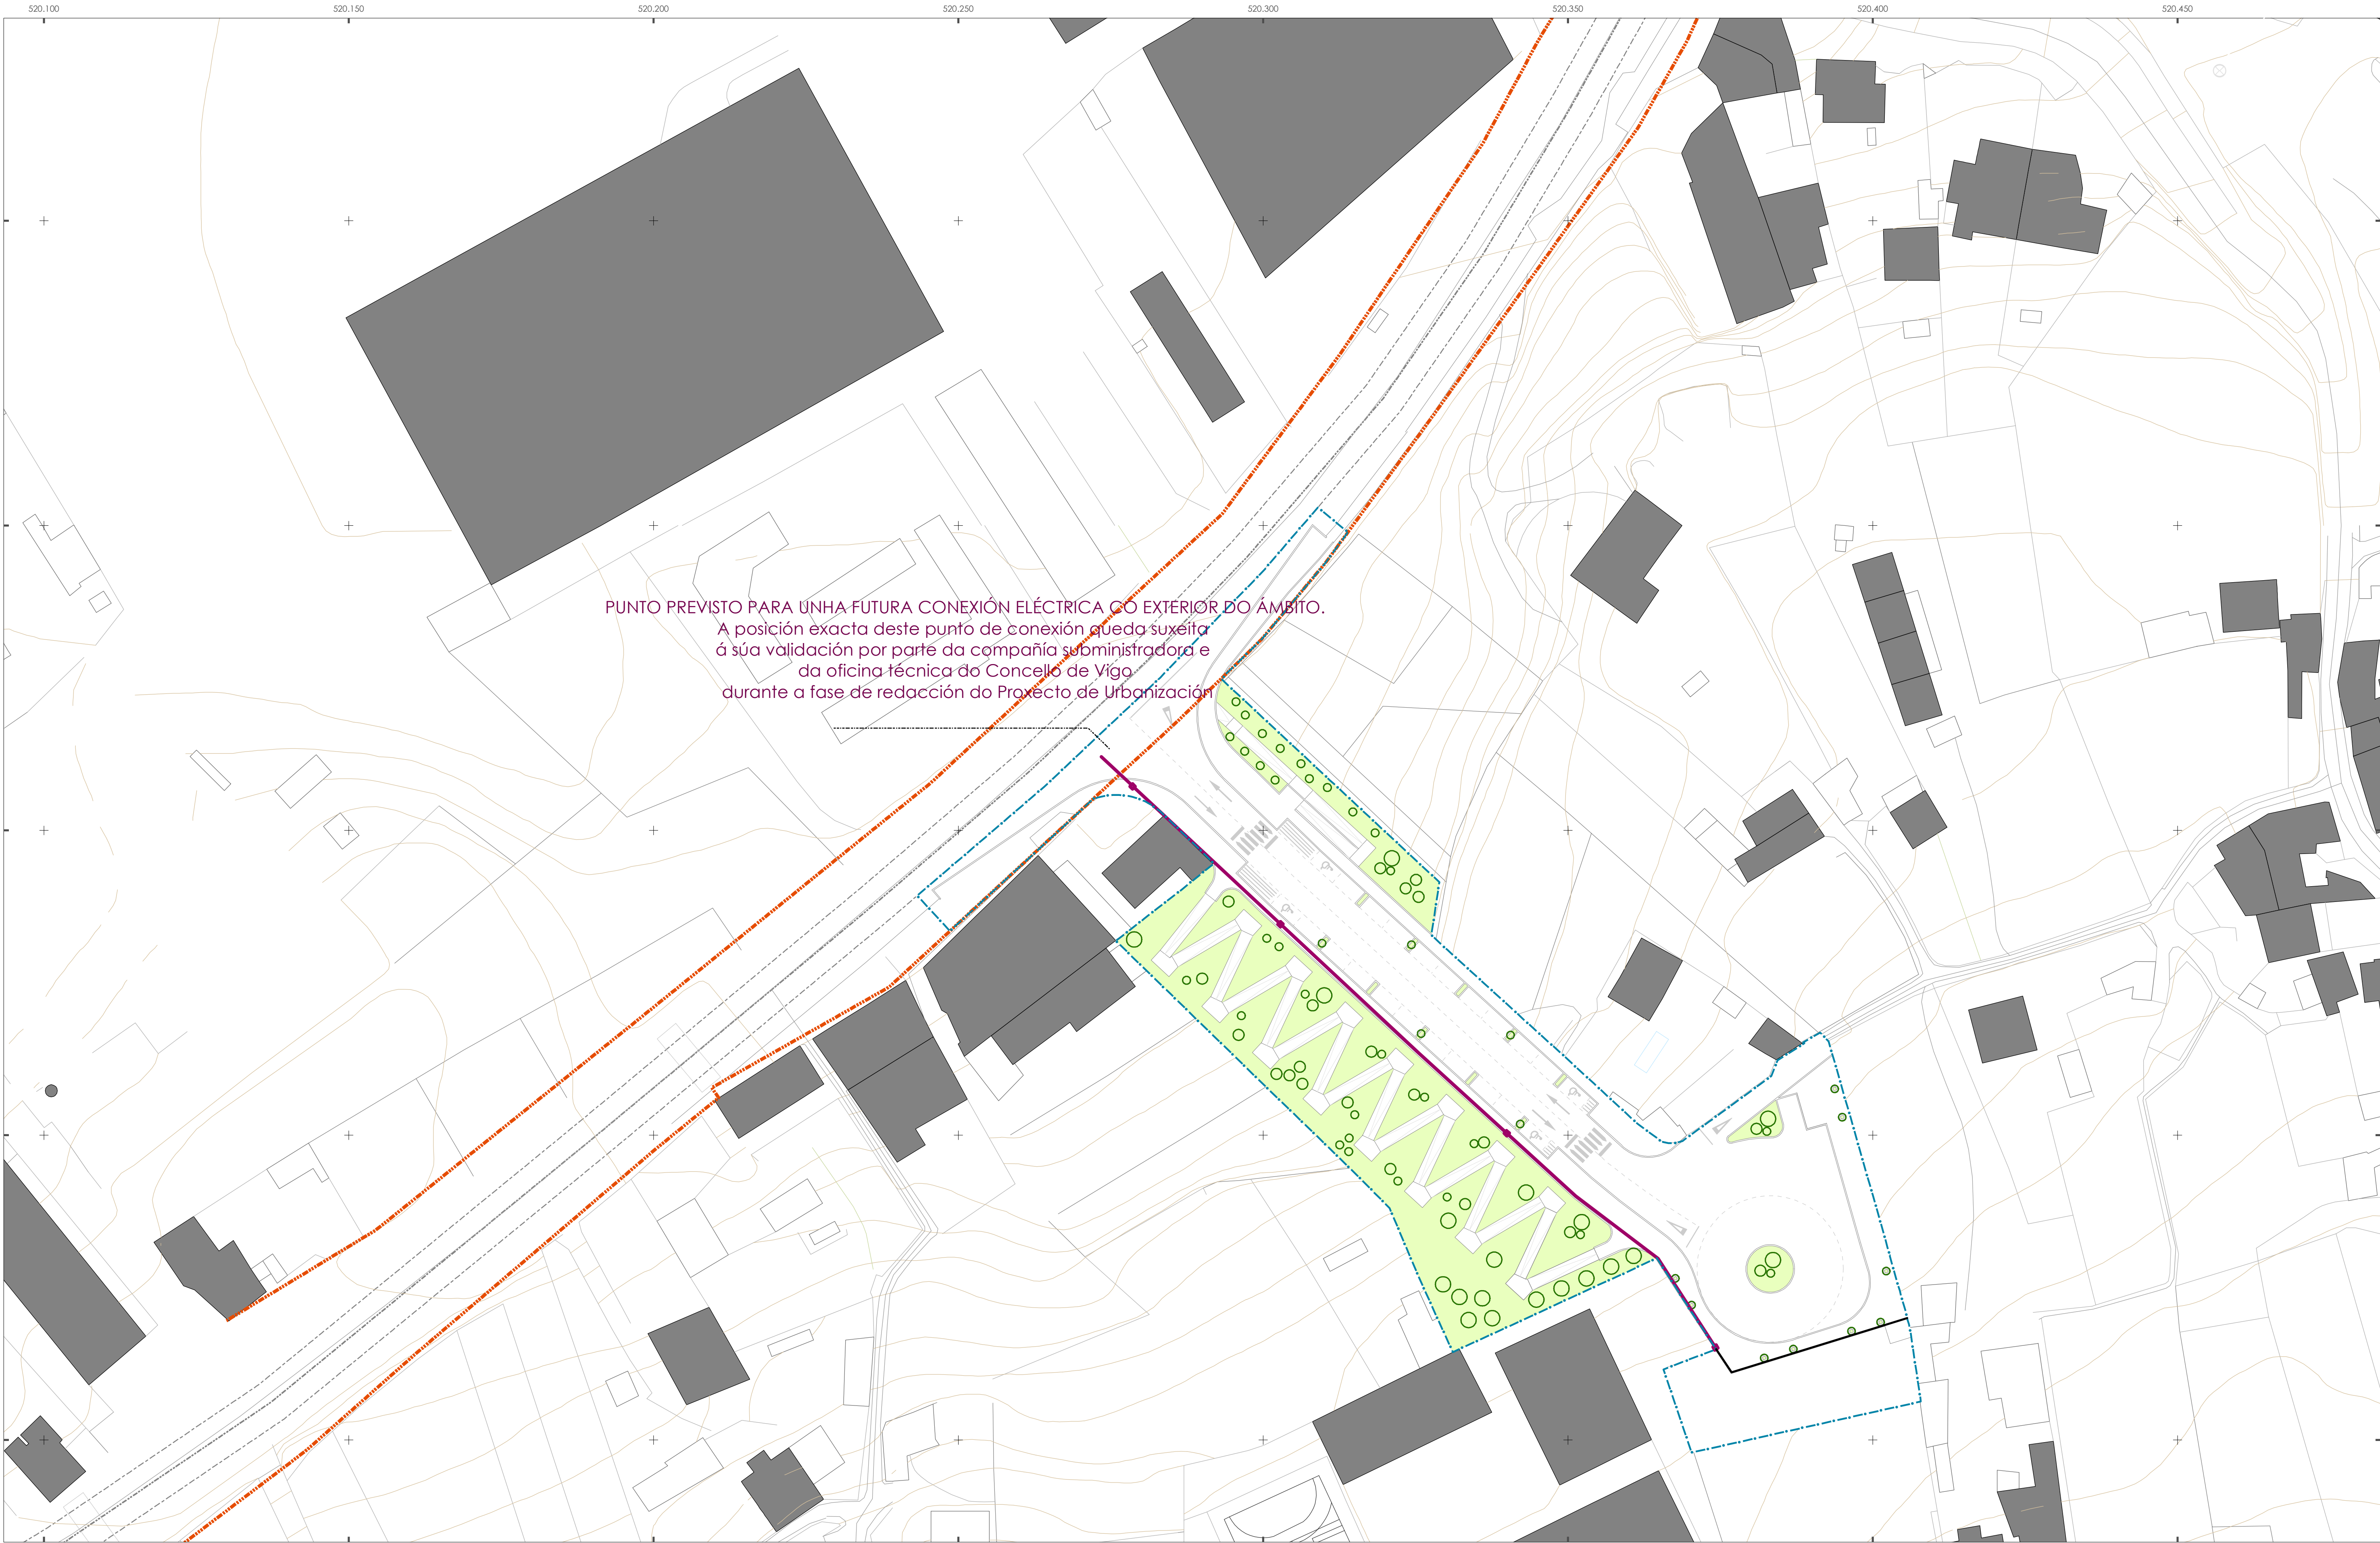 520.100 520.150 520.200 520.250 520.300 520.350 520.400 520.450
PUNTO PREVISTO PARA UNHA FUTURA CONEXIÓN ELÉCTRICA CO EXTERIOR DO ÁMBITO.
A posición exacta deste punto de conexión queda suxeita
á súa validación por parte da compañía subministradora e
da oficina técnica do Concello de Vigo
durante a fase de redacción do Proxecto de Urbanización